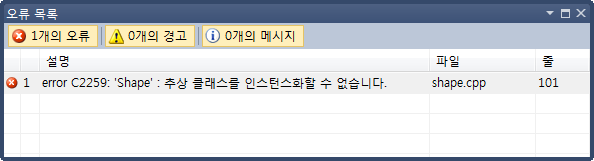 오류 목록
1개의 오류 0개의 경고 0개의 메시지
설명 파일 줄
1 error C2259: 'Shape' : 추상 클래스를 인스턴스화할 수 없습니다. shape.cpp 101